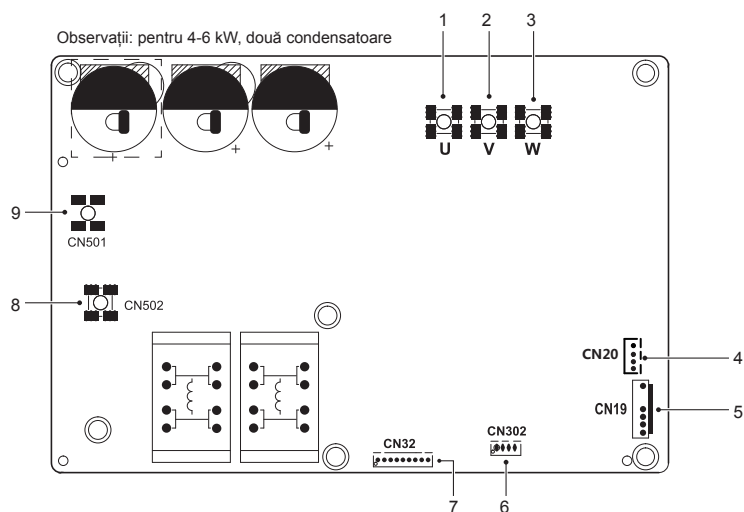 Observații: pentru 4-6 kW, două condensatoare
1 2 3
U V W
9
CN501
8
CN502
CN20
4
CN19
5
CN32
CN302
7
6